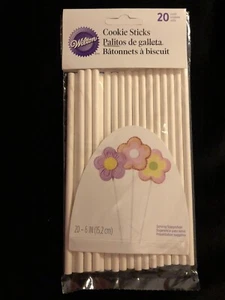 Wilton
Cookie Sticks
Palitos de galleta
Bâtonnets à biscuit
20
20 - 6 IN (15,2 cm)